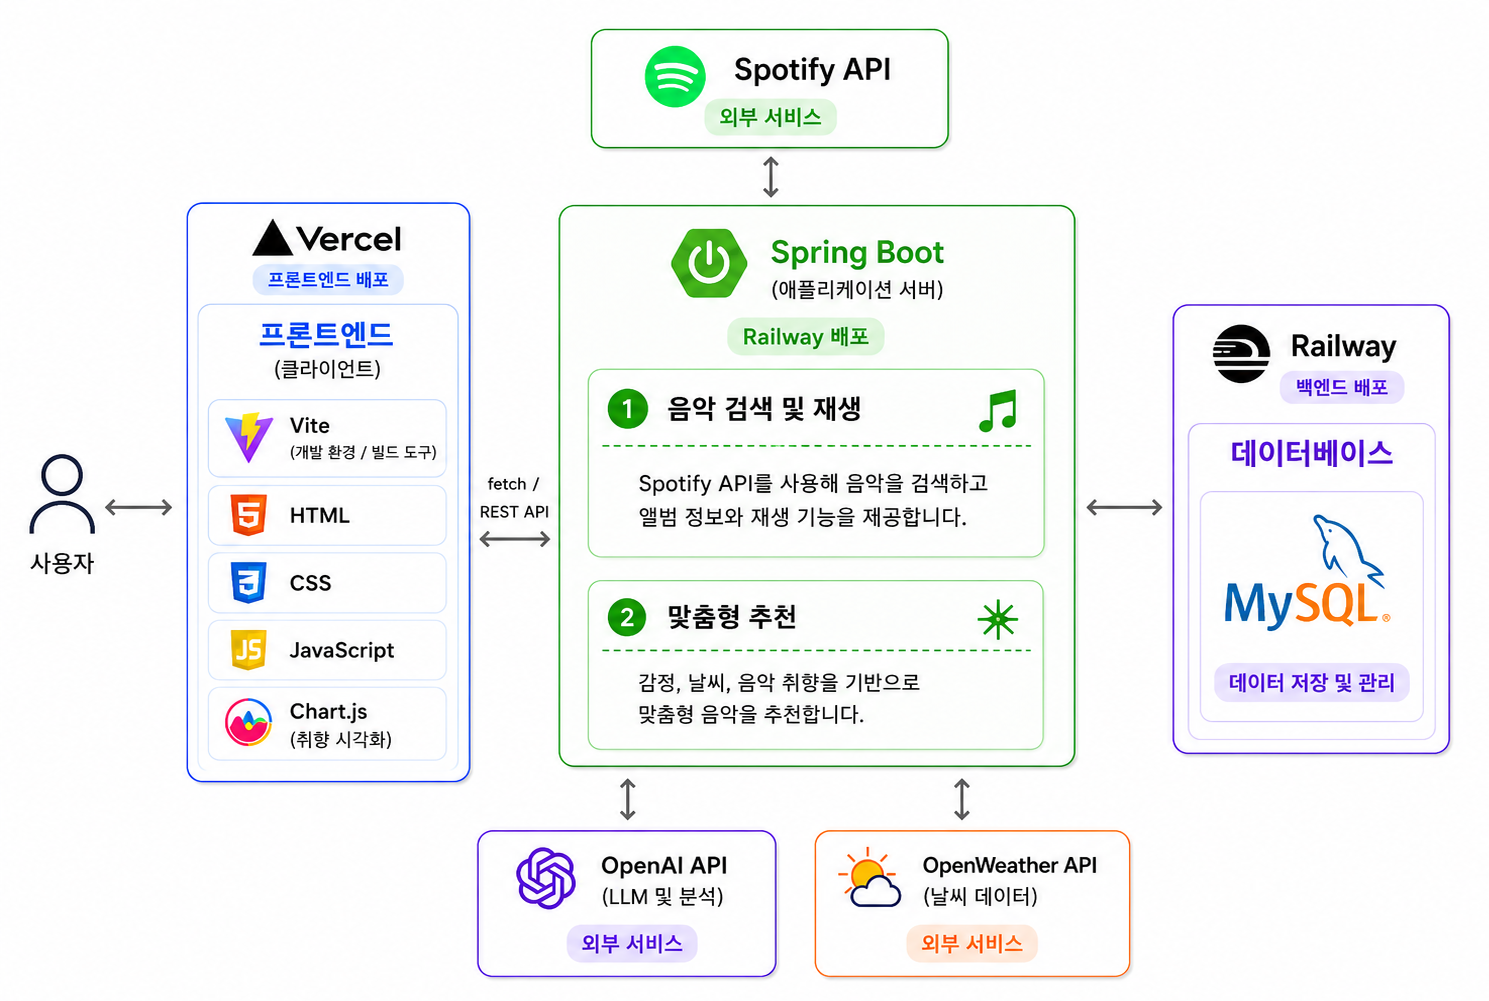 Spotify API
외부 서비스
Vercel
프론트엔드 배포
프론트엔드
(클라이언트)
Vite
(개발 환경 / 빌드 도구)
HTML
CSS
JS
JavaScript
Chart.js
(취향 시각화)
사용자
fetch /
REST API
Spring Boot
(애플리케이션 서버)
Railway 배포
1 음악 검색 및 재생
Spotify API를 사용해 음악을 검색하고
앨범 정보와 재생 기능을 제공합니다.
2 맞춤형 추천
감정, 날씨, 음악 취향을 기반으로
맞춤형 음악을 추천합니다.
Railway
백엔드 배포
데이터베이스
MySQL®
데이터 저장 및 관리
OpenAI API
(LLM 및 분석)
외부 서비스
OpenWeather API
(날씨 데이터)
외부 서비스